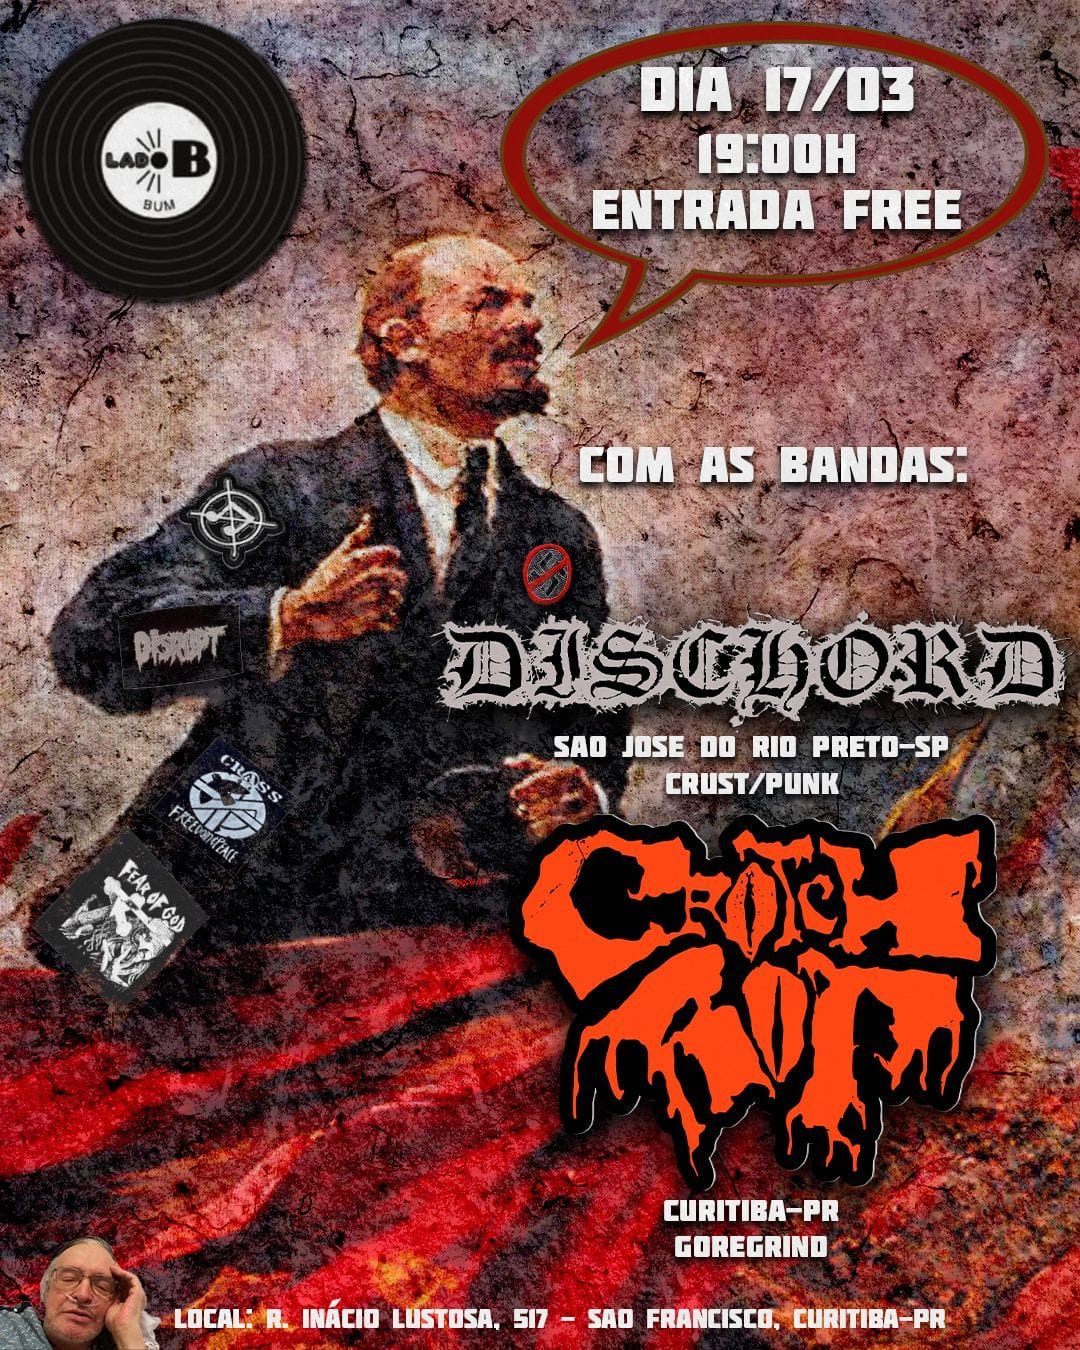 LADO B
BUM
DIA 17/03
19:00H
ENTRADA FREE
COM AS BANDAS:
DISRUPT
DISCHORD
SAO JOSE DO RIO PRETO-SP
CRUST/PUNK
CRASS
FREEDOM PEACE
FEAR OF GOD
CROTCH
ROT
CURITIBA-PR
GOREGRIND
LOCAL: R. INÁCIO LUSTOSA, 517 - SAO FRANCISCO, CURITIBA-PR